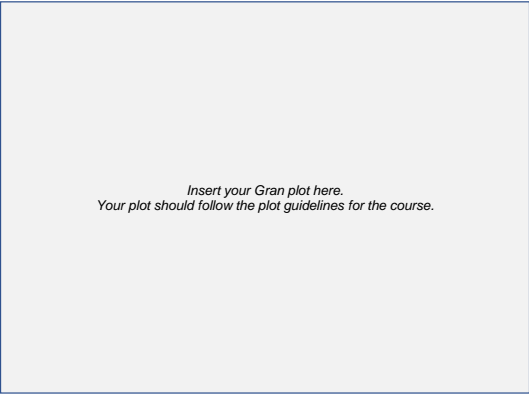 Insert your Gran plot here.
Your plot should follow the plot guidelines for the course.